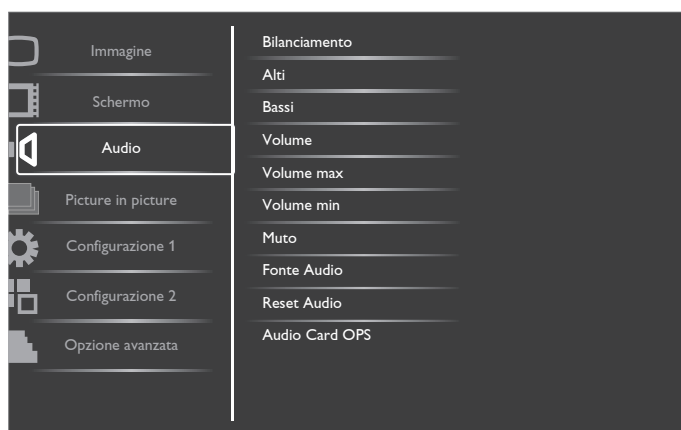 Immagine
Schermo
Audio
Picture in picture
Configurazione 1
Configurazione 2
Opzione avanzata
Bilanciamento
Alti
Bassi
Volume
Volume max
Volume min
Muto
Fonte Audio
Reset Audio
Audio Card OPS